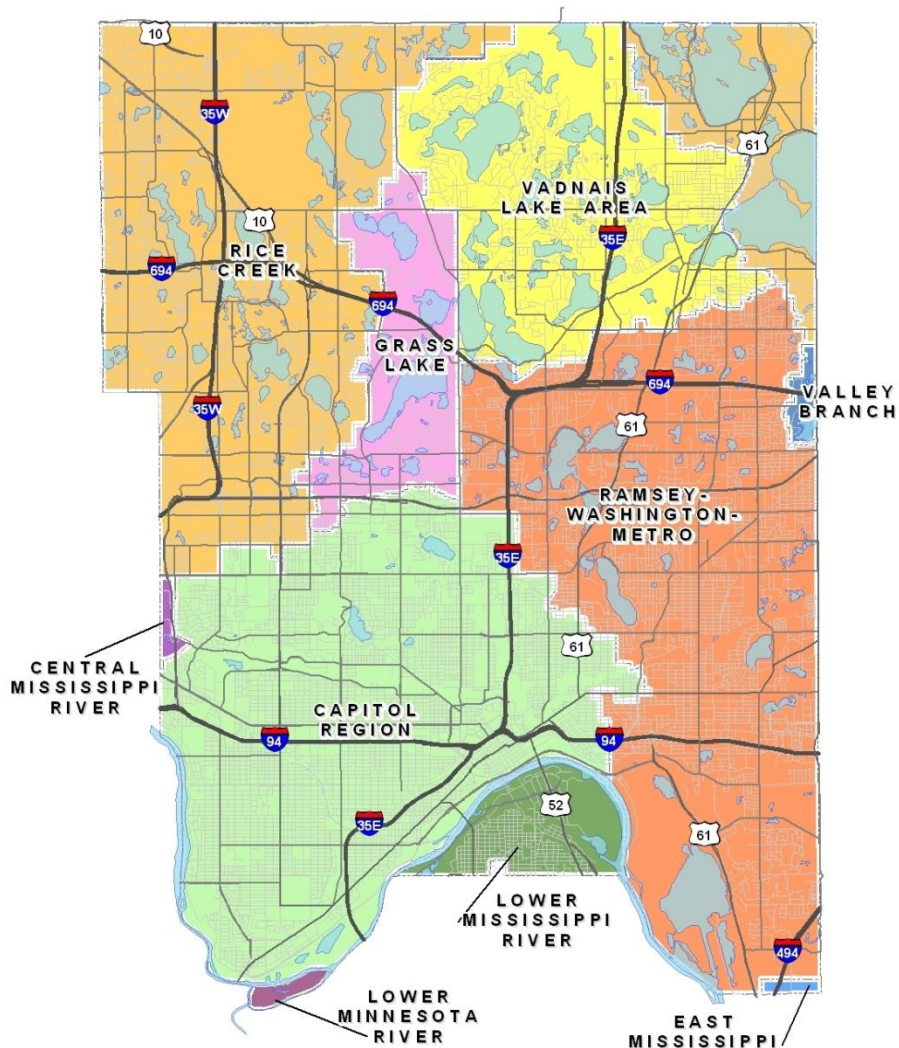 10
35W
61
VADNAIS
LAKE AREA
10
35E
RICE
CREEK
694
694
GRASS
LAKE
694
VALLEY
BRANCH
35W
61
RAMSEY-
WASHINGTON-
METRO
35E
61
CENTRAL
MISSISSIPPI
RIVER
CAPITOL
REGION
94
94
52
35E
61
LOWER
MISSISSIPPI
RIVER
494
LOWER
MINNESOTA
RIVER
EAST
MISSISSIPPI